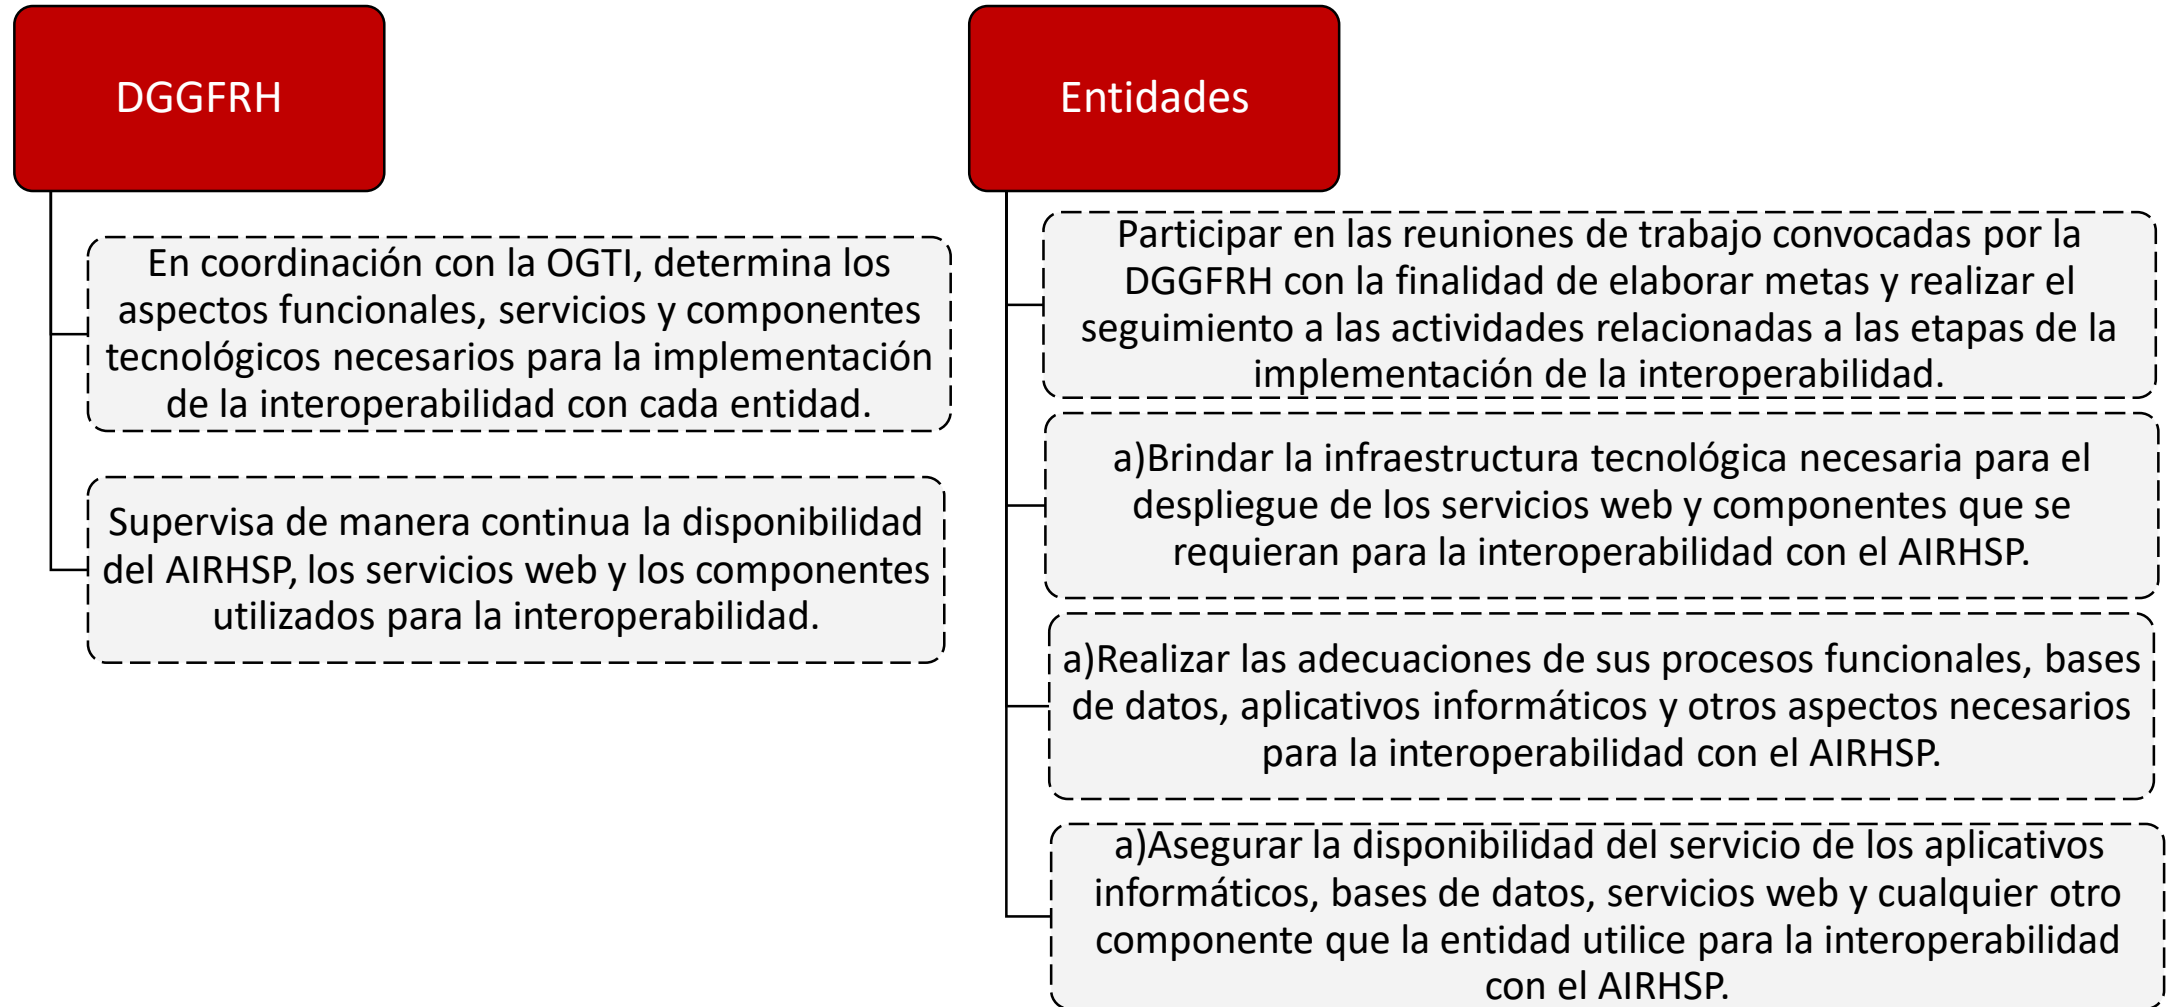 DGGFRH
En coordinación con la OGTI, determina los
aspectos funcionales, servicios y componentes
tecnológicos necesarios para la implementación
de la interoperabilidad con cada entidad.
Supervisa de manera continua la disponibilidad
del AIRHSP, los servicios web y los componentes
utilizados para la interoperabilidad.
Entidades
Participar en las reuniones de trabajo convocadas por la
DGGFRH con la finalidad de elaborar metas y realizar el
seguimiento a las actividades relacionadas a las etapas de la
implementación de la interoperabilidad.
a)Brindar la infraestructura tecnológica necesaria para el
despliegue de los servicios web y componentes que se
requieran para la interoperabilidad con el AIRHSP.
a)Realizar las adecuaciones de sus procesos funcionales, bases
de datos, aplicativos informáticos y otros aspectos necesarios
para la interoperabilidad con el AIRHSP.
a)Asegurar la disponibilidad del servicio de los aplicativos
informáticos, bases de datos, servicios web y cualquier otro
componente que la entidad utilice para la interoperabilidad
con el AIRHSP.